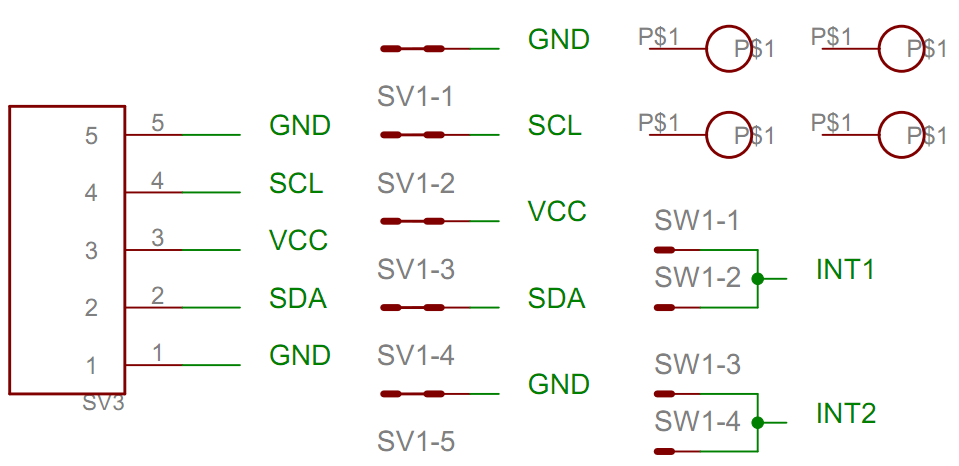 GND
P$1
P$1
P$1
P$1
SV1-1
5
5
GND
SCL
P$1
P$1
P$1
P$1
4
4
SCL
SV1-2
VCC
SW1-1
3
3
VCC
SV1-3
SW1-2
INT1
2
2
SDA
SDA
1
1
GND
SV1-4
SW1-3
GND
SV3
SW1-4
INT2
SV1-5